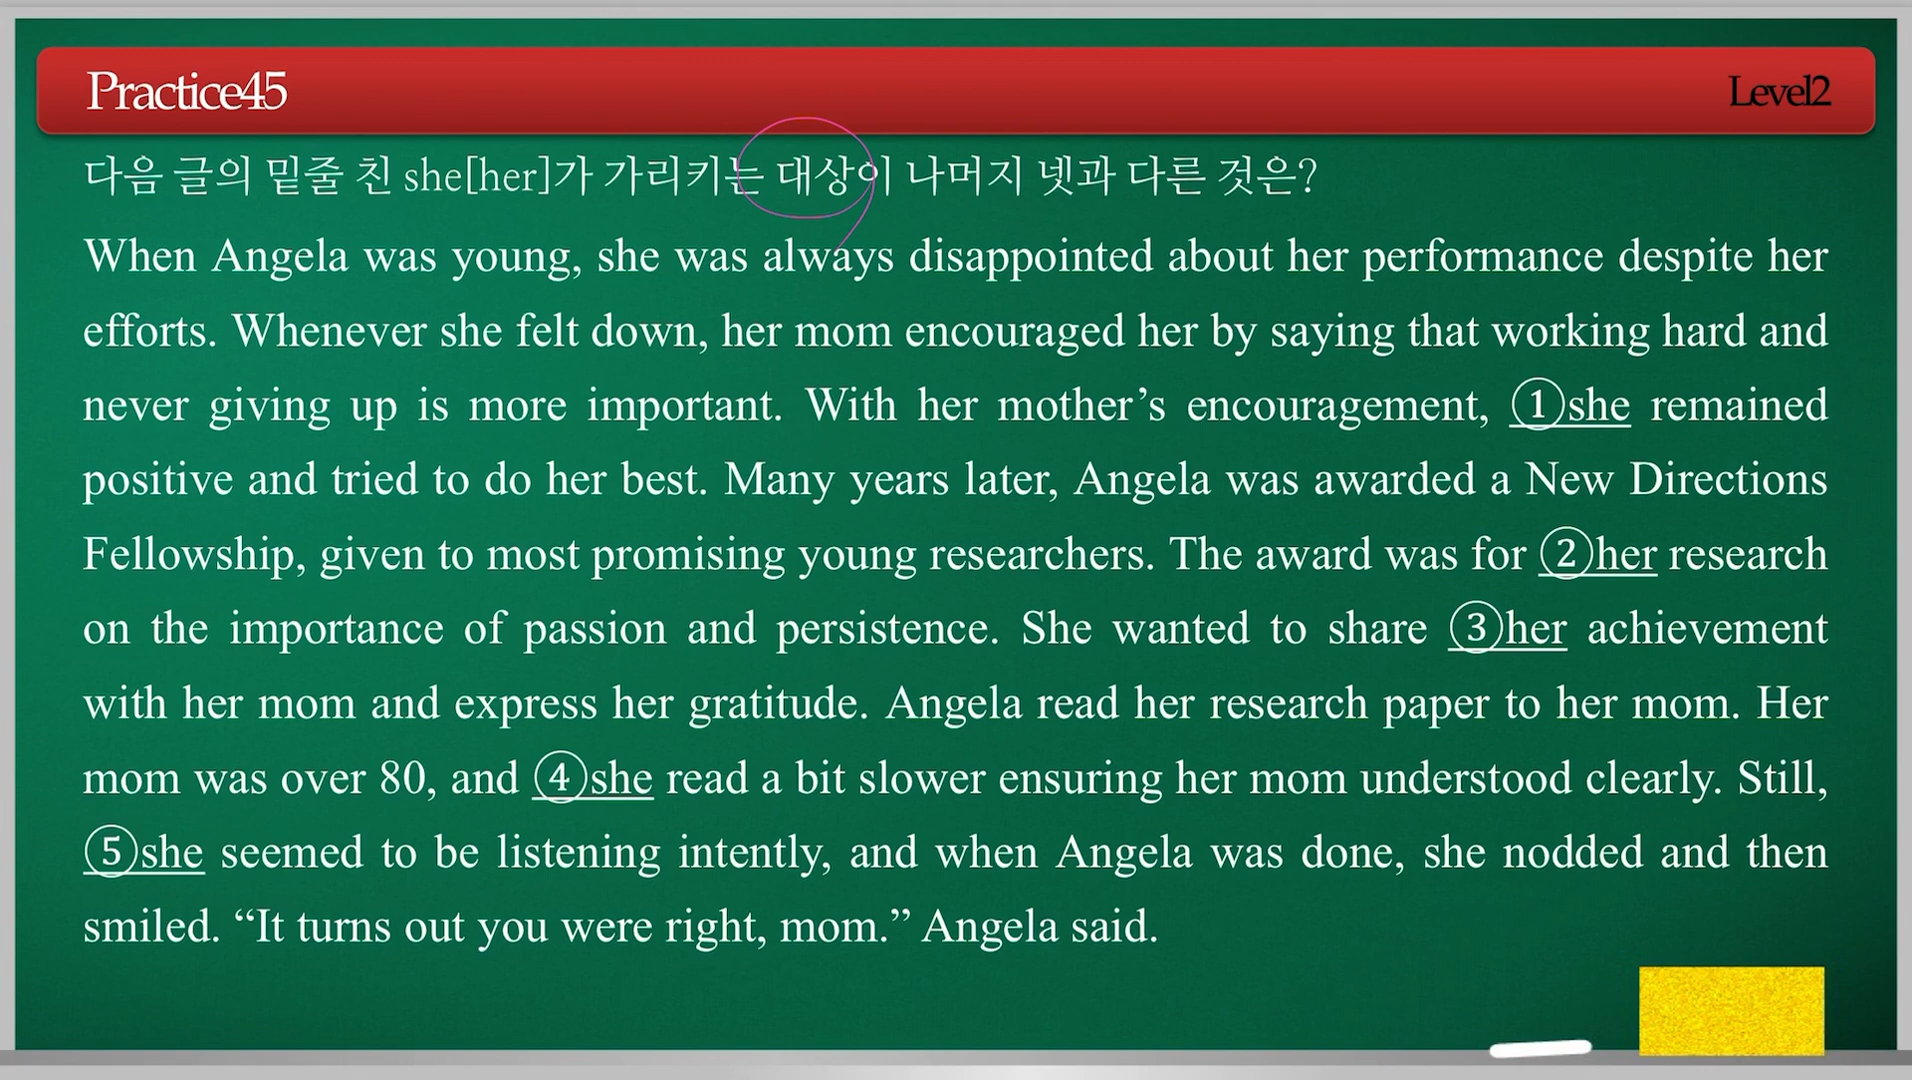 Practice45
Level2
다음 글의 밑줄 친 she[her]가 가리키는 대상이 나머지 넷과 다른 것은?
When Angela was young, she was always disappointed about her performance despite her
efforts. Whenever she felt down, her mom encouraged her by saying that working hard and
never giving up is more important. With her mother’s encouragement, ①she remained
positive and tried to do her best. Many years later, Angela was awarded a New Directions
Fellowship, given to most promising young researchers. The award was for ②her research
on the importance of passion and persistence. She wanted to share ③her achievement
with her mom and express her gratitude. Angela read her research paper to her mom. Her
mom was over 80, and ④she read a bit slower ensuring her mom understood clearly. Still,
⑤she seemed to be listening intently, and when Angela was done, she nodded and then
smiled. “It turns out you were right, mom.” Angela said.